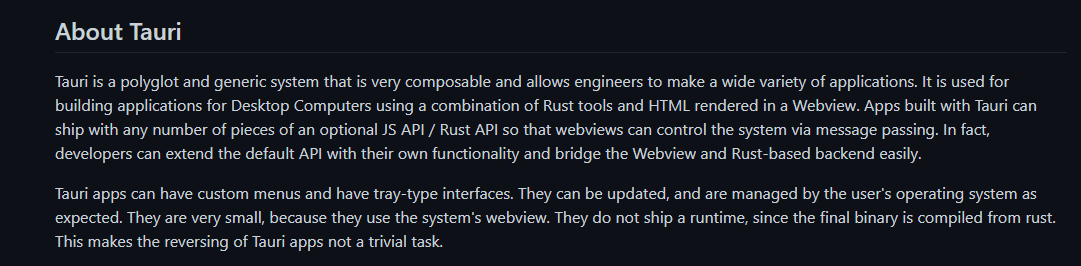 About Tauri
Tauri is a polyglot and generic system that is very composable and allows engineers to make a wide variety of applications. It is used for
building applications for Desktop Computers using a combination of Rust tools and HTML rendered in a Webview. Apps built with Tauri can
ship with any number of pieces of an optional JS API / Rust API so that webviews can control the system via message passing. In fact,
developers can extend the default API with their own functionality and bridge the Webview and Rust-based backend easily.
Tauri apps can have custom menus and have tray-type interfaces. They can be updated, and are managed by the user's operating system as
expected. They are very small, because they use the system's webview. They do not ship a runtime, since the final binary is compiled from rust.
This makes the reversing of Tauri apps not a trivial task.